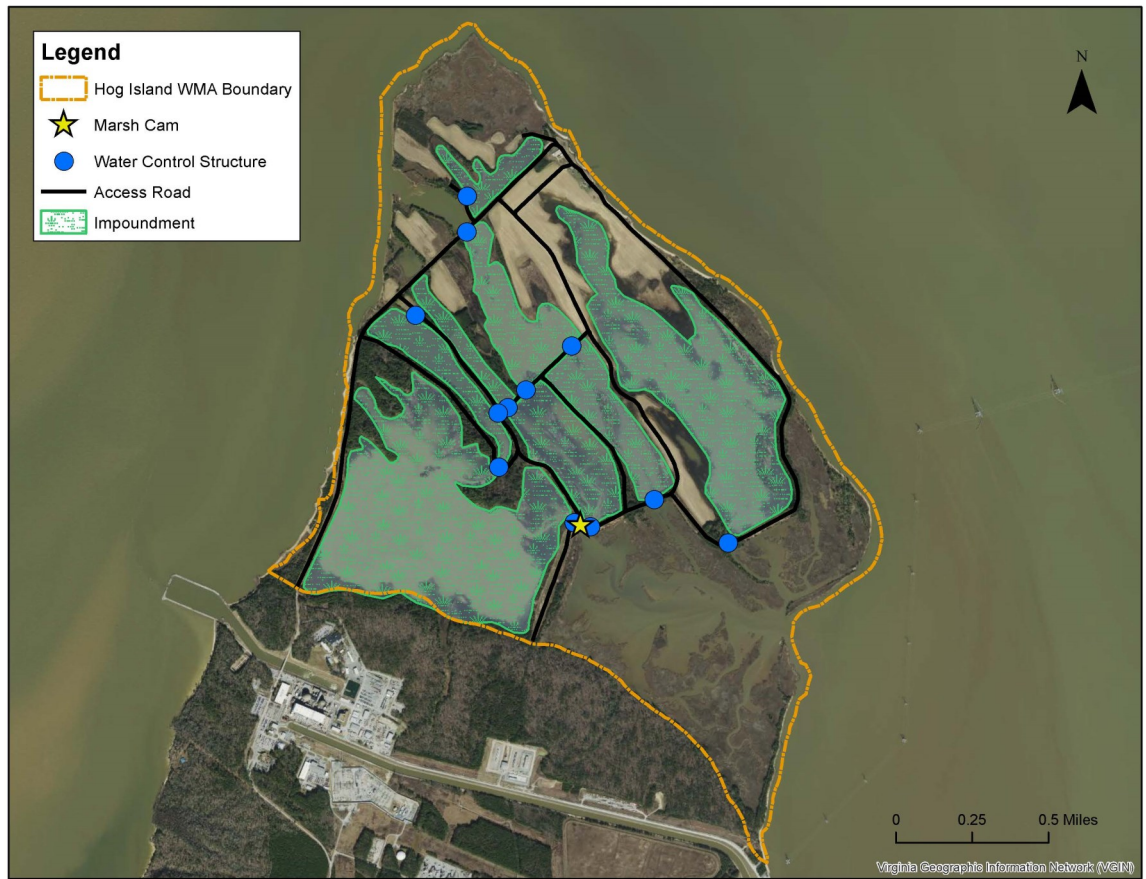 Legend
Hog Island WMA Boundary
Marsh Cam
Water Control Structure
Access Road
Impoundment
N
0 0.25 0.5 Miles
Virginia Geographic Information Network (VGIN)